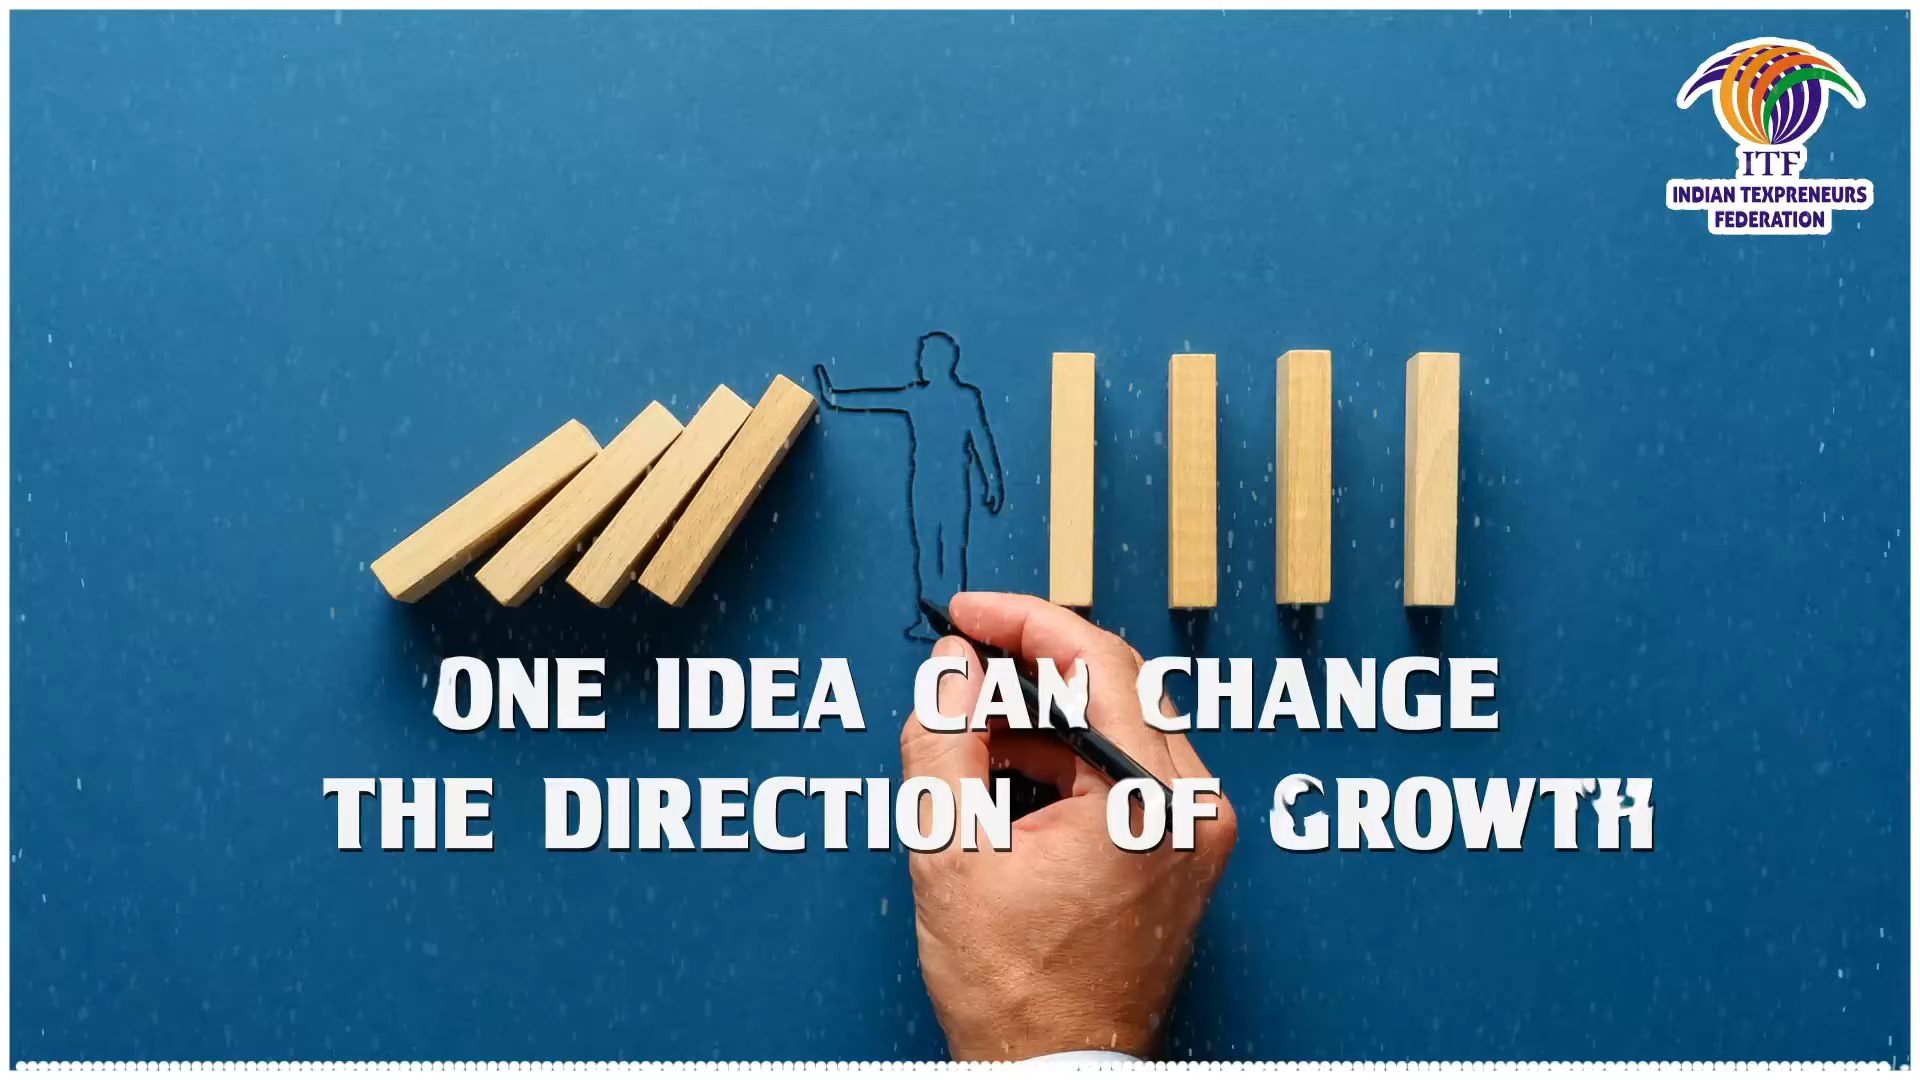 ITF
INDIAN TEXPRENEURS
FEDERATION
ONE IDEA CAN CHANGE
THE DIRECTION OF GROWTH